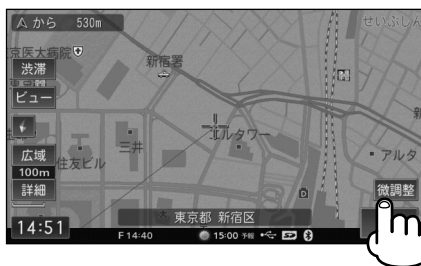 から 530m
せいぶしん
京医大病院
新宿署
渋滞
ビュー
エルタワー
三井
広域
住友ビル
アルタ
100m
詳細
微調整
D
東京都 新宿区
14:51
F 14:40
15:00 予報